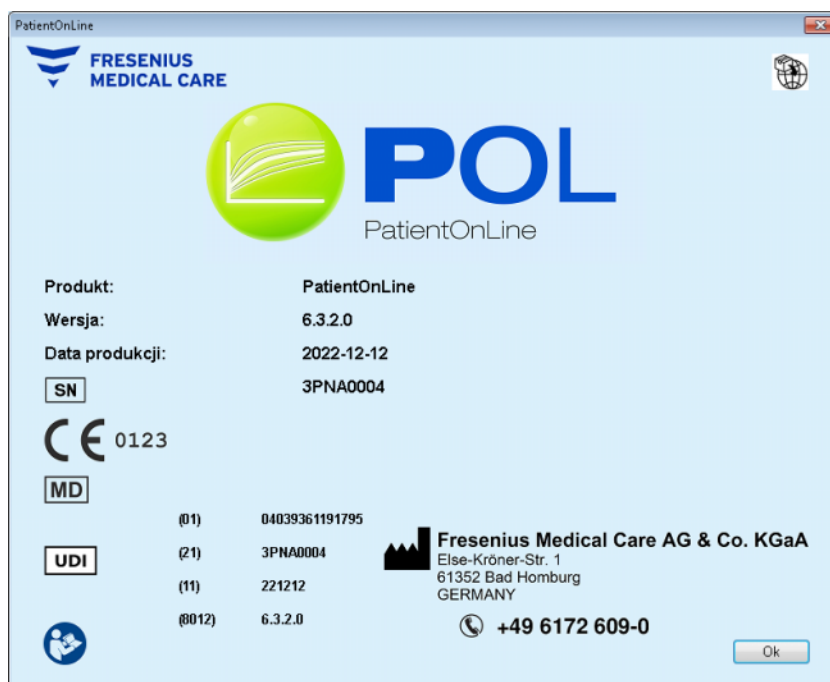 PatientOnLine
FRESENIUS
MEDICAL CARE
POL
PatientOnLine
Produkt: PatientOnLine
Wersja: 6.3.2.0
Data produkcji: 2022-12-12
SN 3PNA0004
CE 0123
MD
UDI
(01) 04039361191795
(21) 3PNA0004
(11) 221212
(8012) 6.3.2.0
Fresenius Medical Care AG & Co. KGaA
Else-Kröner-Str. 1
61352 Bad Homburg
GERMANY
+49 6172 609-0
Ok